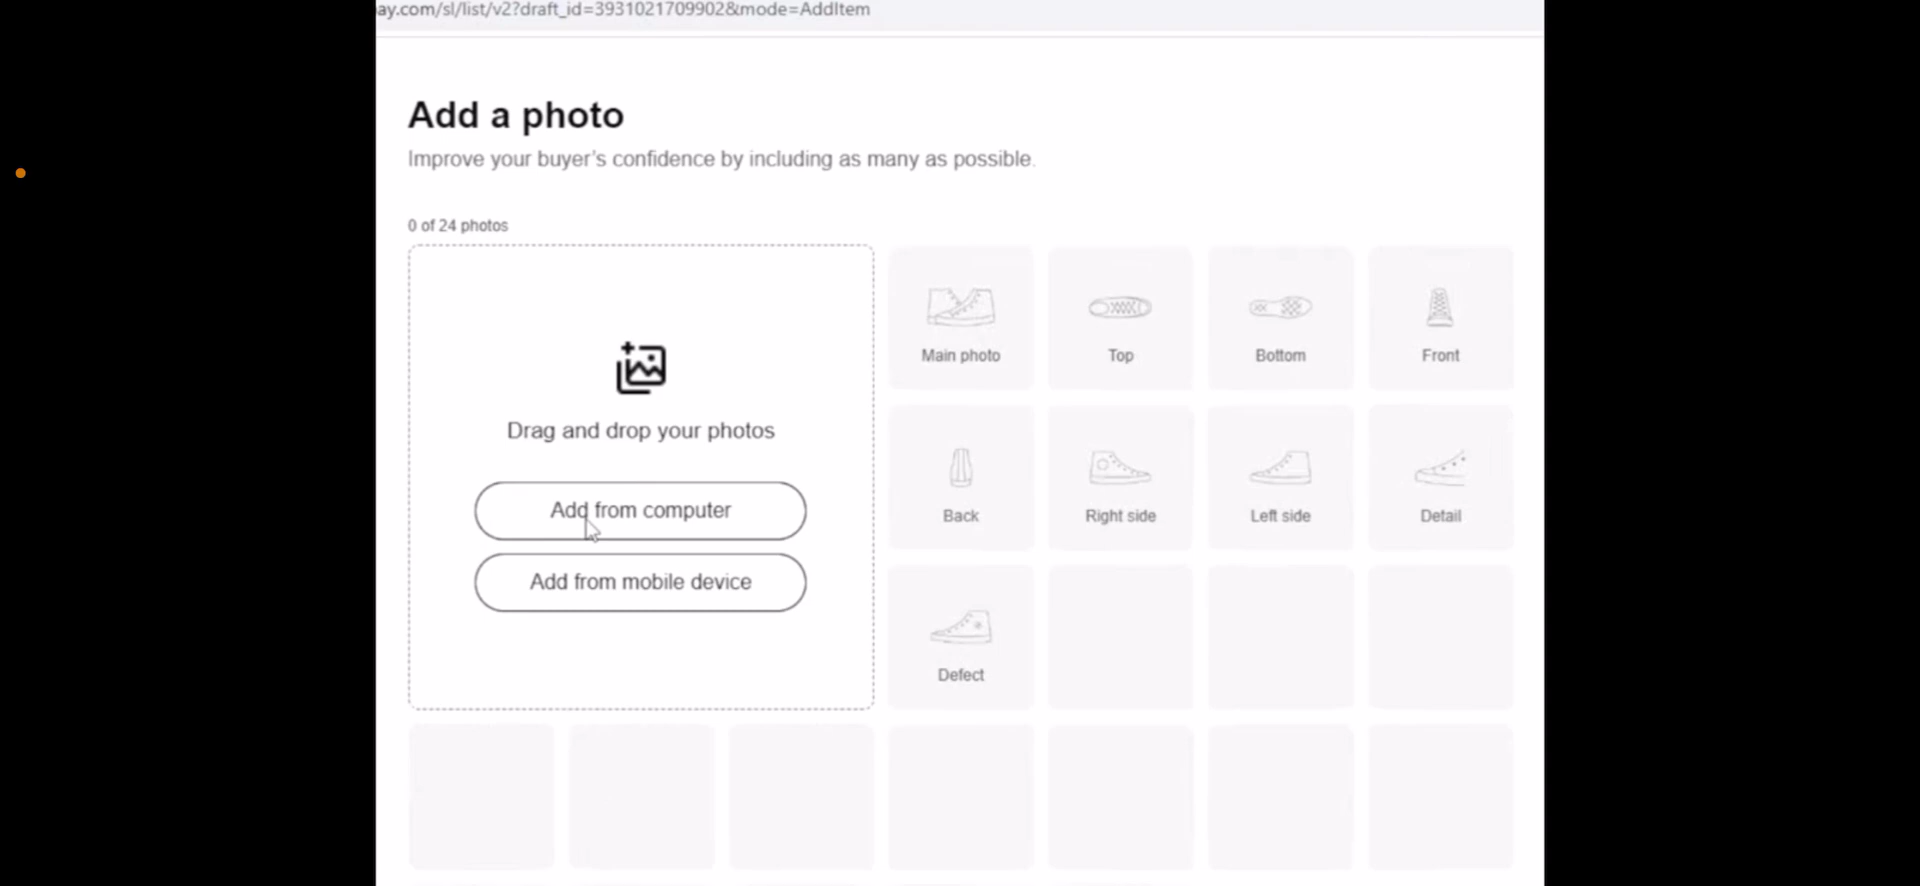 ay.com/sl/list/v2?draft_id=3931021709902&mode=AddItem
Add a photo
Improve your buyer's confidence by including as many as possible.
0 of 24 photos
Drag and drop your photos
Add from computer
Add from mobile device
Main photo
Top
Bottom
Front
Back
Right side
Left side
Detail
Defect